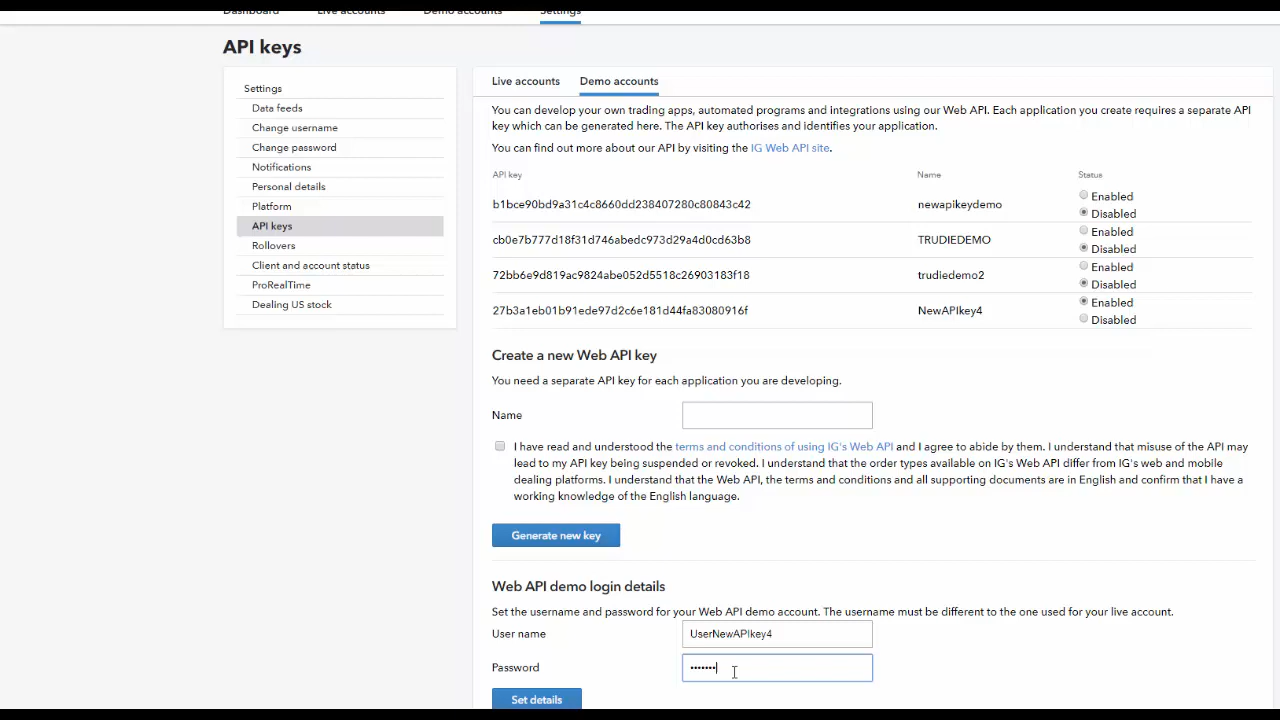 Dashboard Live accounts Demo accounts Settings
API keys
Settings
Data feeds
Change username
Change password
Notifications
Personal details
Platform
API keys
Rollovers
Client and account status
ProRealTime
Dealing US stock
Live accounts Demo accounts
You can develop your own trading apps, automated programs and integrations using our Web API. Each application you create requires a separate API
key which can be generated here. The API key authorises and identifies your application.
You can find out more about our API by visiting the IG Web API site.
API key Name Status
b1bce90bd9a31c4c8660dd238407280c80843c42 newapikeydemo Enabled
Disabled
cb0e7b777d18f31d746abedc973d29a4d0cd63b8 TRUDIEDEMO Enabled
Disabled
72bb6e9d819ac9824abe052d5518c26903183f18 trudiedemo2 Enabled
Disabled
27b3a1eb01b91ede97d2c6e181d44fa83080916f NewAPIkey4 Enabled
Disabled
Create a new Web API key
You need a separate API key for each application you are developing.
Name
I have read and understood the terms and conditions of using IG's Web API and I agree to abide by them. I understand that misuse of the API may
lead to my API key being suspended or revoked. I understand that the order types available on IG's Web API differ from IG's web and mobile
dealing platforms. I understand that the Web API, the terms and conditions and all supporting documents are in English and confirm that I have a
working knowledge of the English language.
Generate new key
Web API demo login details
Set the username and password for your Web API demo account. The username must be different to the one used for your live account.
User name UserNewAPIkey4
Password •••••••
Set details